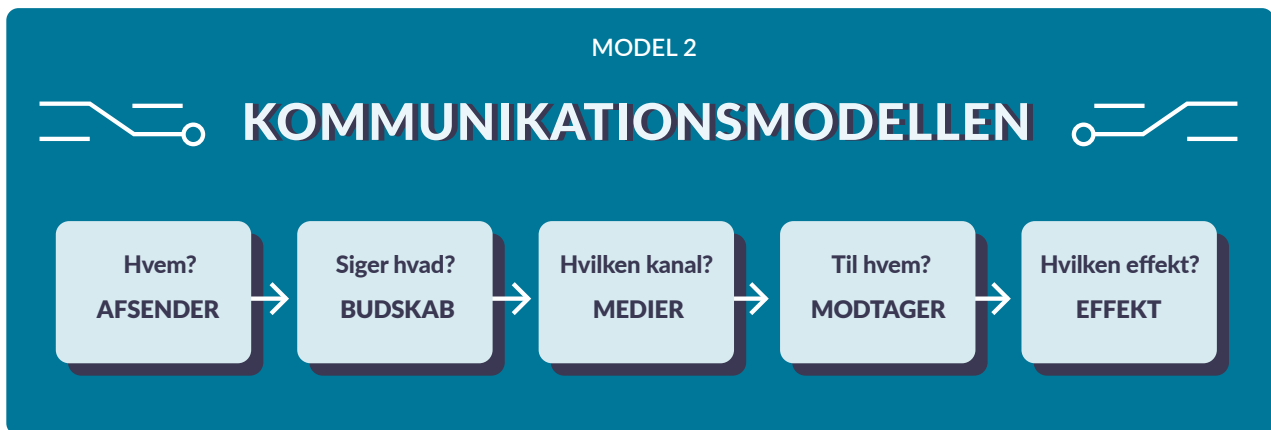 MODEL 2
KOMMUNIKATIONSMODELLEN
Hvem?
AFSENDER
Siger hvad?
BUDSKAB
Hvilken kanal?
MEDIER
Til hvem?
MODTAGER
Hvilken effekt?
EFFEKT